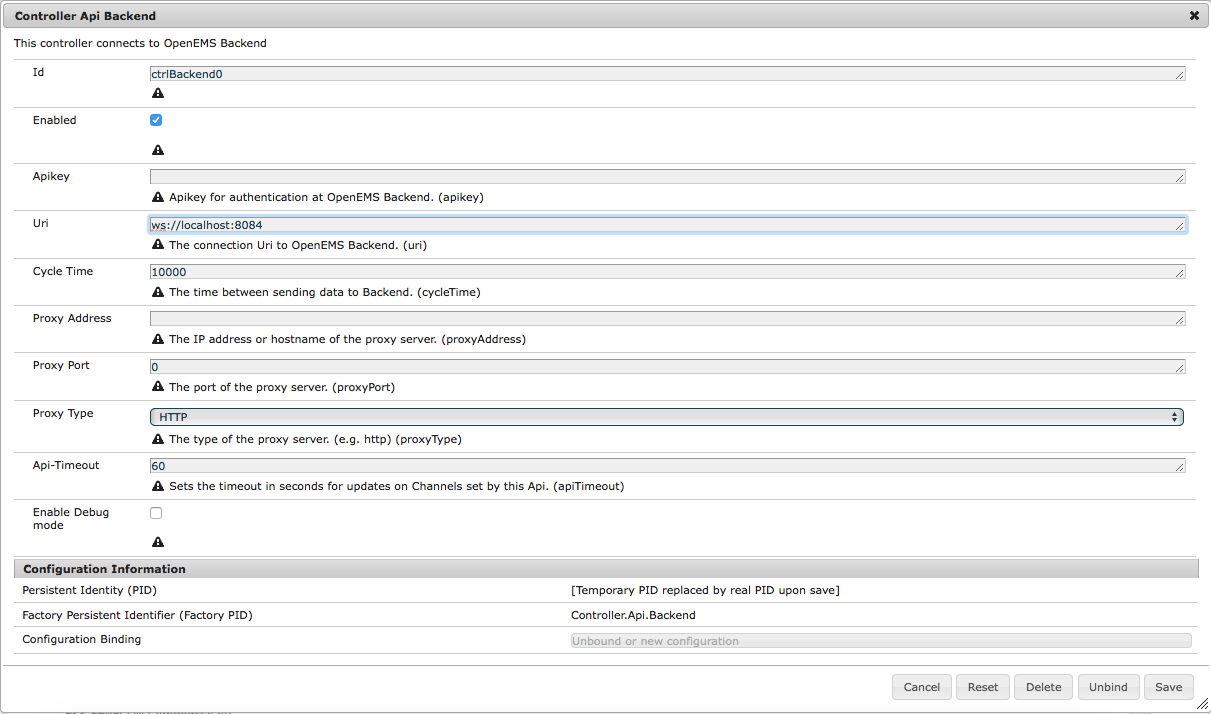 Controller Api Backend
This controller connects to OpenEMS Backend
Id
ctrlBackend0
Enabled
Apikey
Apikey for authentication at OpenEMS Backend. (apikey)
Uri
ws://localhost:8084
The connection Uri to OpenEMS Backend. (uri)
Cycle Time
10000
The time between sending data to Backend. (cycleTime)
Proxy Address
The IP address or hostname of the proxy server. (proxyAddress)
Proxy Port
0
The port of the proxy server. (proxyPort)
Proxy Type
HTTP
The type of the proxy server. (e.g. http) (proxyType)
Api-Timeout
60
Sets the timeout in seconds for updates on Channels set by this Api. (apiTimeout)
Enable Debug
mode
Configuration Information
Persistent Identity (PID) [Temporary PID replaced by real PID upon save]
Factory Persistent Identifier (Factory PID) Controller.Api.Backend
Configuration Binding Unbound or new configuration
Cancel Reset Delete Unbind Save